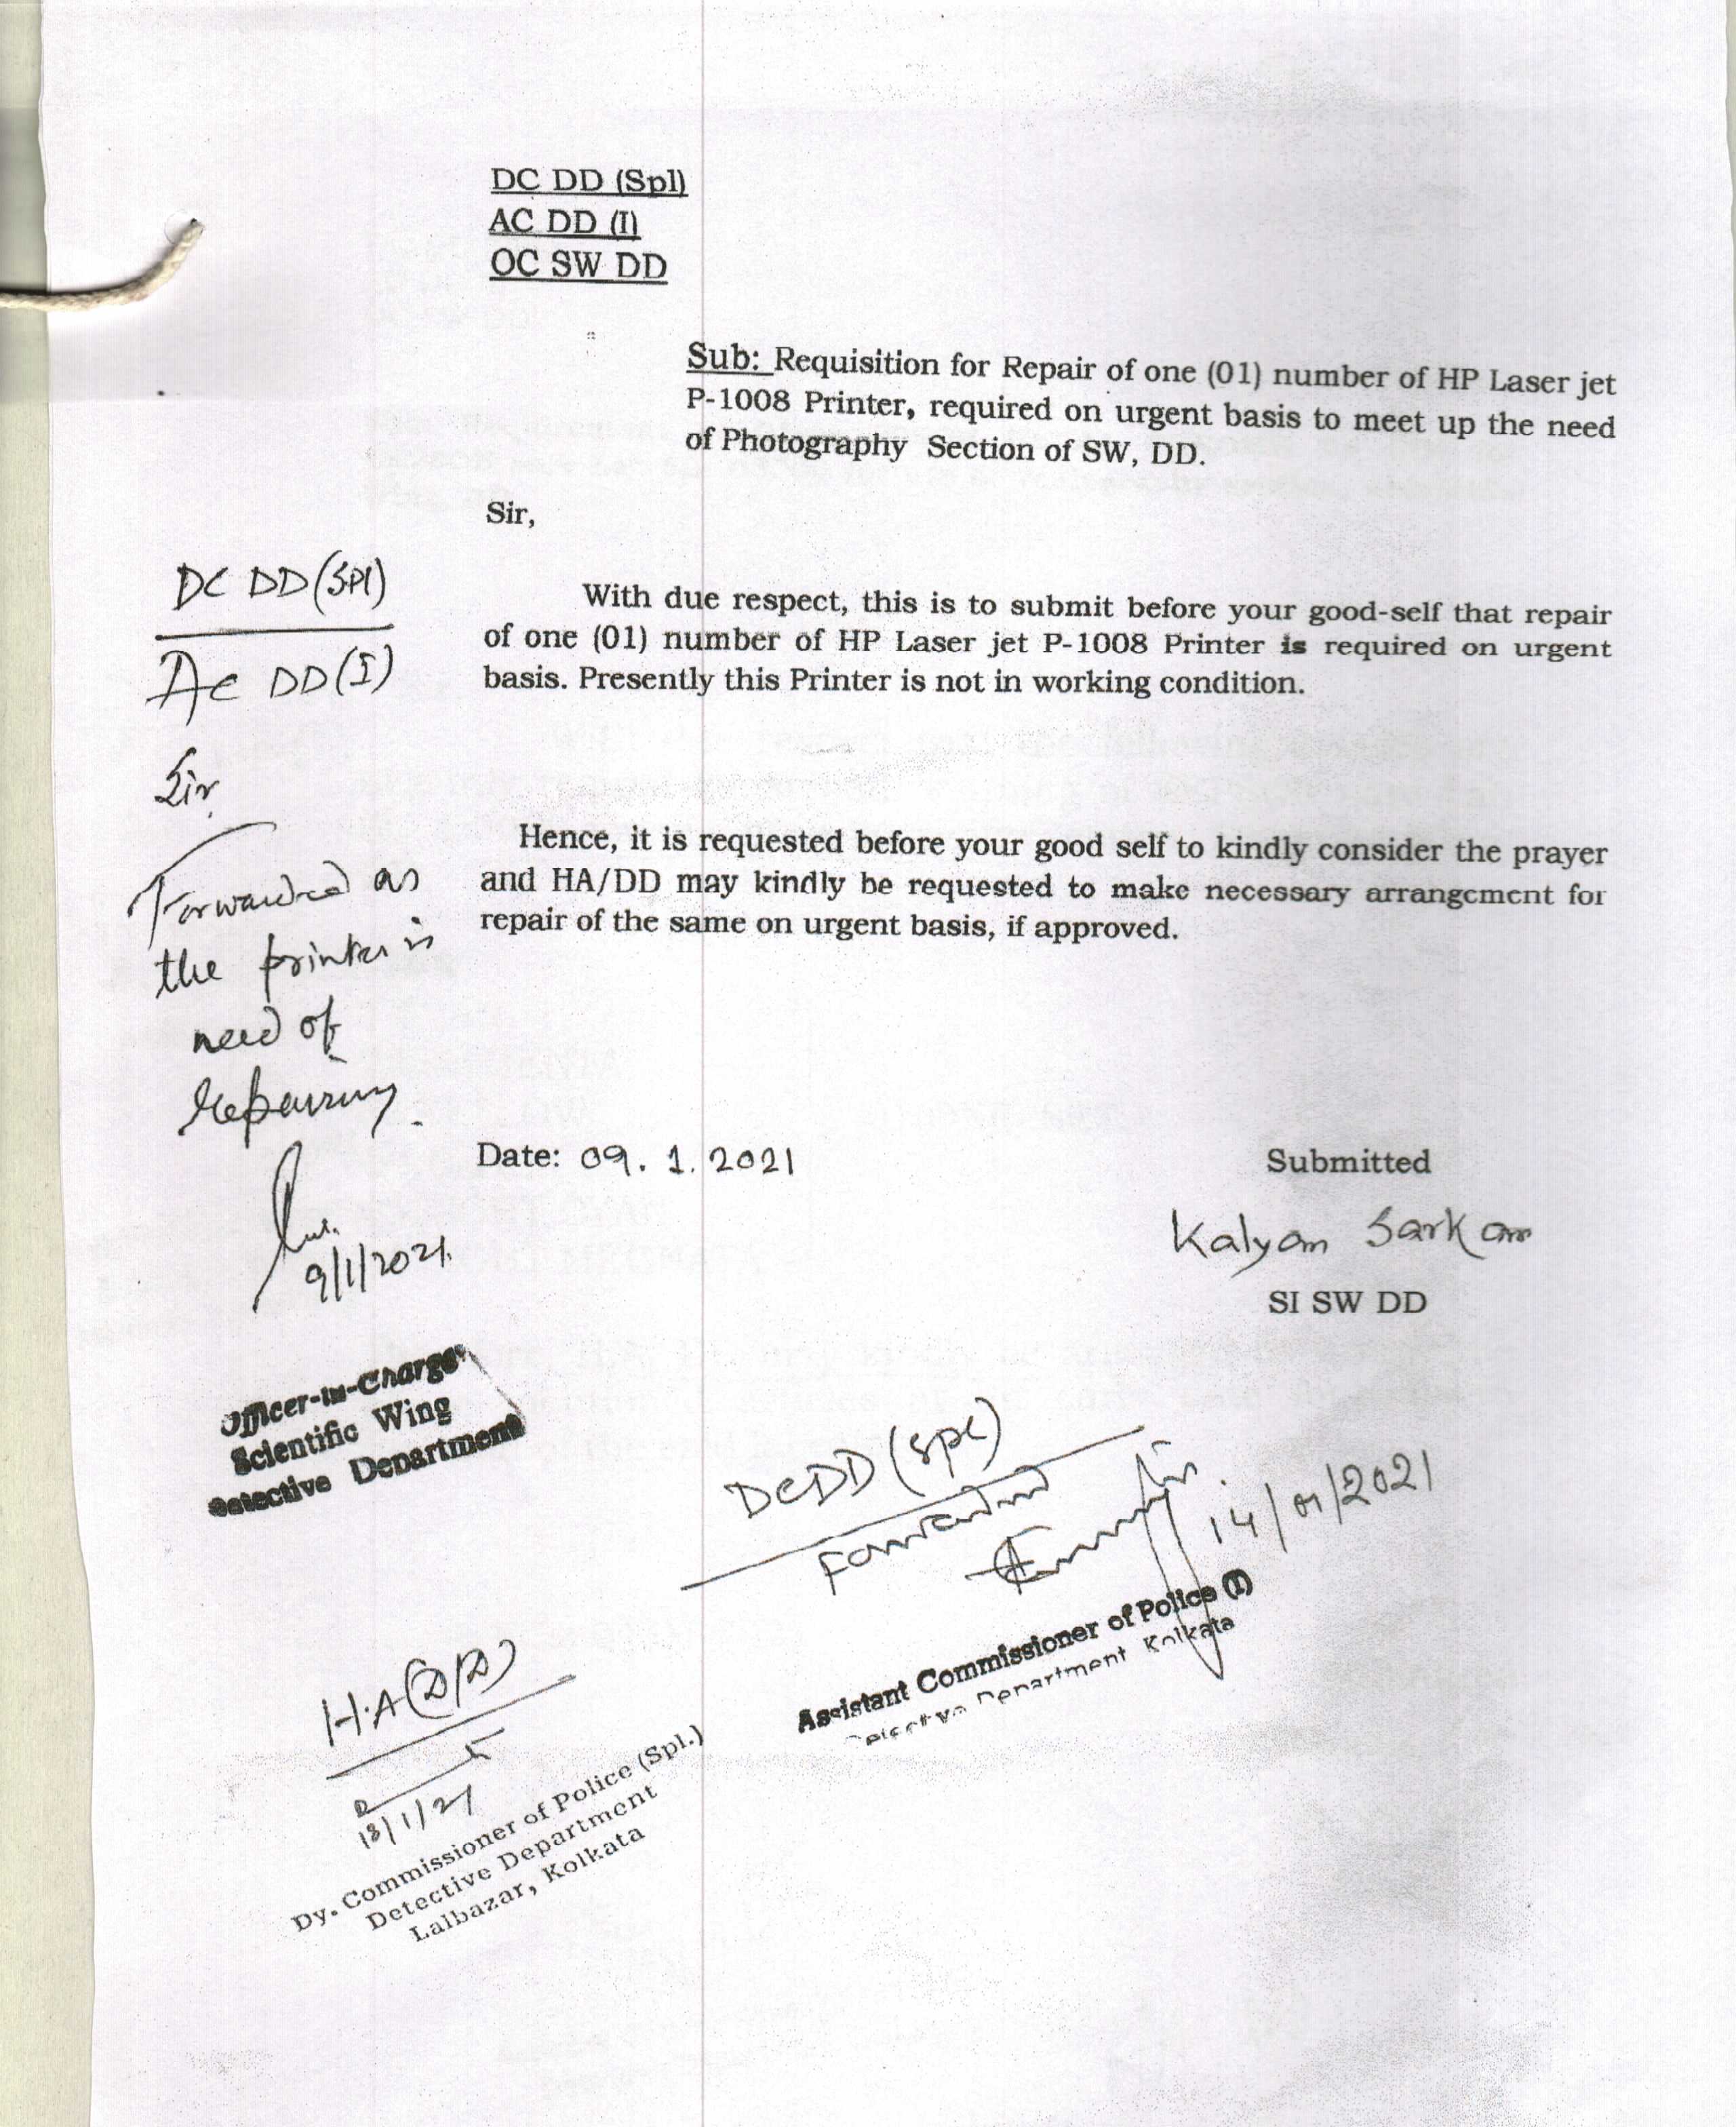 DC DD (Spl)
AC DD (I)
OC SW DD
Sub: Requisition for Repair of one (01) number of HP Laser jet
P-1008 Printer, required on urgent basis to meet up the need
of Photography Section of SW, DD.
Sir,
With due respect, this is to submit before your good-self that repair
of one (01) number of HP Laser jet P-1008 Printer is required on urgent
basis. Presently this Printer is not in working condition.
Hence, it is requested before your good self to kindly consider the prayer
and HA/DD may kindly be requested to make necessary arrangement for
repair of the same on urgent basis, if approved.
Date: 09.1.2021
Submitted
Kalyan Sarkar
SI SW DD
DC DD (Spl)
AC DD (I)
Sir
Forwarded as
the printer is
need of
repairing.
9/1/2021.
Officer-in-Charge
Scientific Wing
Detective Department
DCDD (Spl)
Forwarded
14/01/2021
Assistant Commissioner of Police (I)
Detective Department Kolkata
H.A(DD)
18/1/21
Dy. Commissioner of Police (Spl.)
Detective Department
Lalbazar, Kolkata